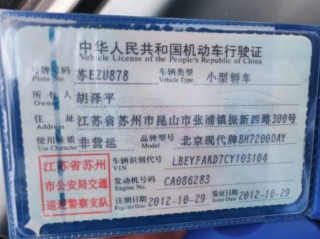 中华人民共和国机动车行驶证
Vehicle License of the People's Republic of China
号牌号码 苏EZU878 车辆类型 小型轿车
Plate No. Vehicle Type
所有人 胡泽平
Owner
住址 江苏省苏州市昆山市张浦镇振新西路300号
Address
使用性质 非营运 品牌型号 北京现代牌BH7200DAY
Use Character Model
江苏省苏州 车辆识别代号 LBEYFAKD7CY103104
VIN
市公安局交通 发动机号码 CA086283
Engine No.
巡逻警察支队 注册日期 2012-10-29 发证日期 2012-10-29
Register Date Issue Date